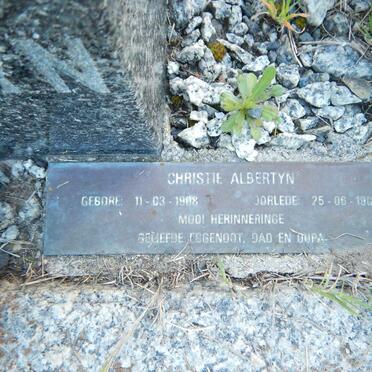 W
CHRISTIE ALBERTYN
GEBORE: 11-03-1908 OORLEDE: 25-06-19
MOOI HERINNERINGE
GELIEFDE EGGENOOT, DAD EN OUPA